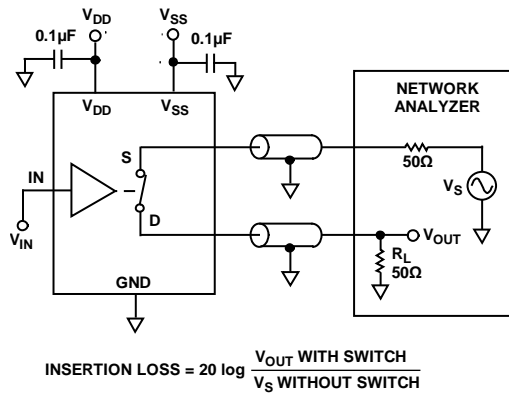 VDD
VSS
0.1µF
0.1µF
VDD
VSS
NETWORK
ANALYZER
S
50Ω
IN
VS
D
VOUT
VIN
RL
50Ω
GND
INSERTION LOSS = 20 log VOUT WITH SWITCH
VS WITHOUT SWITCH